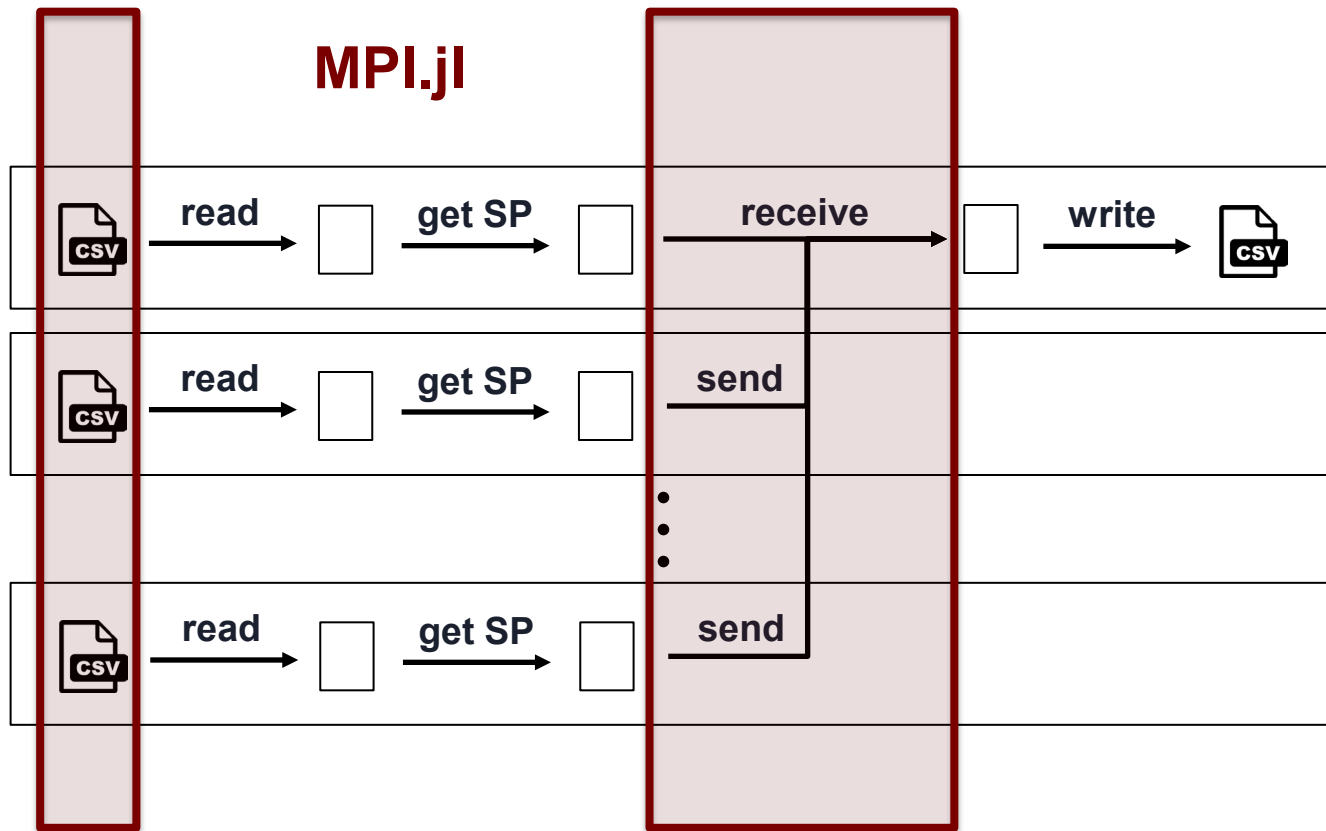 MPI.jl
read get SP receive write
CSV CSV
read get SP send
CSV
read get SP send
CSV